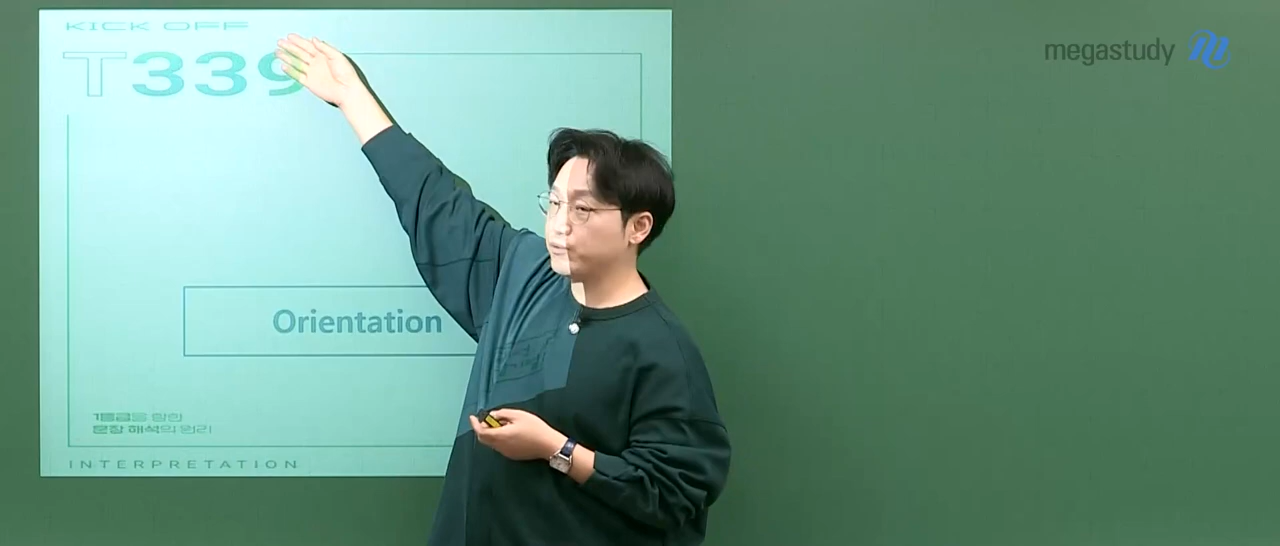 KICK OFF
megastudy
T339
Orientation
1등급을 향한
문장 해석의 원리
INTERPRETATION